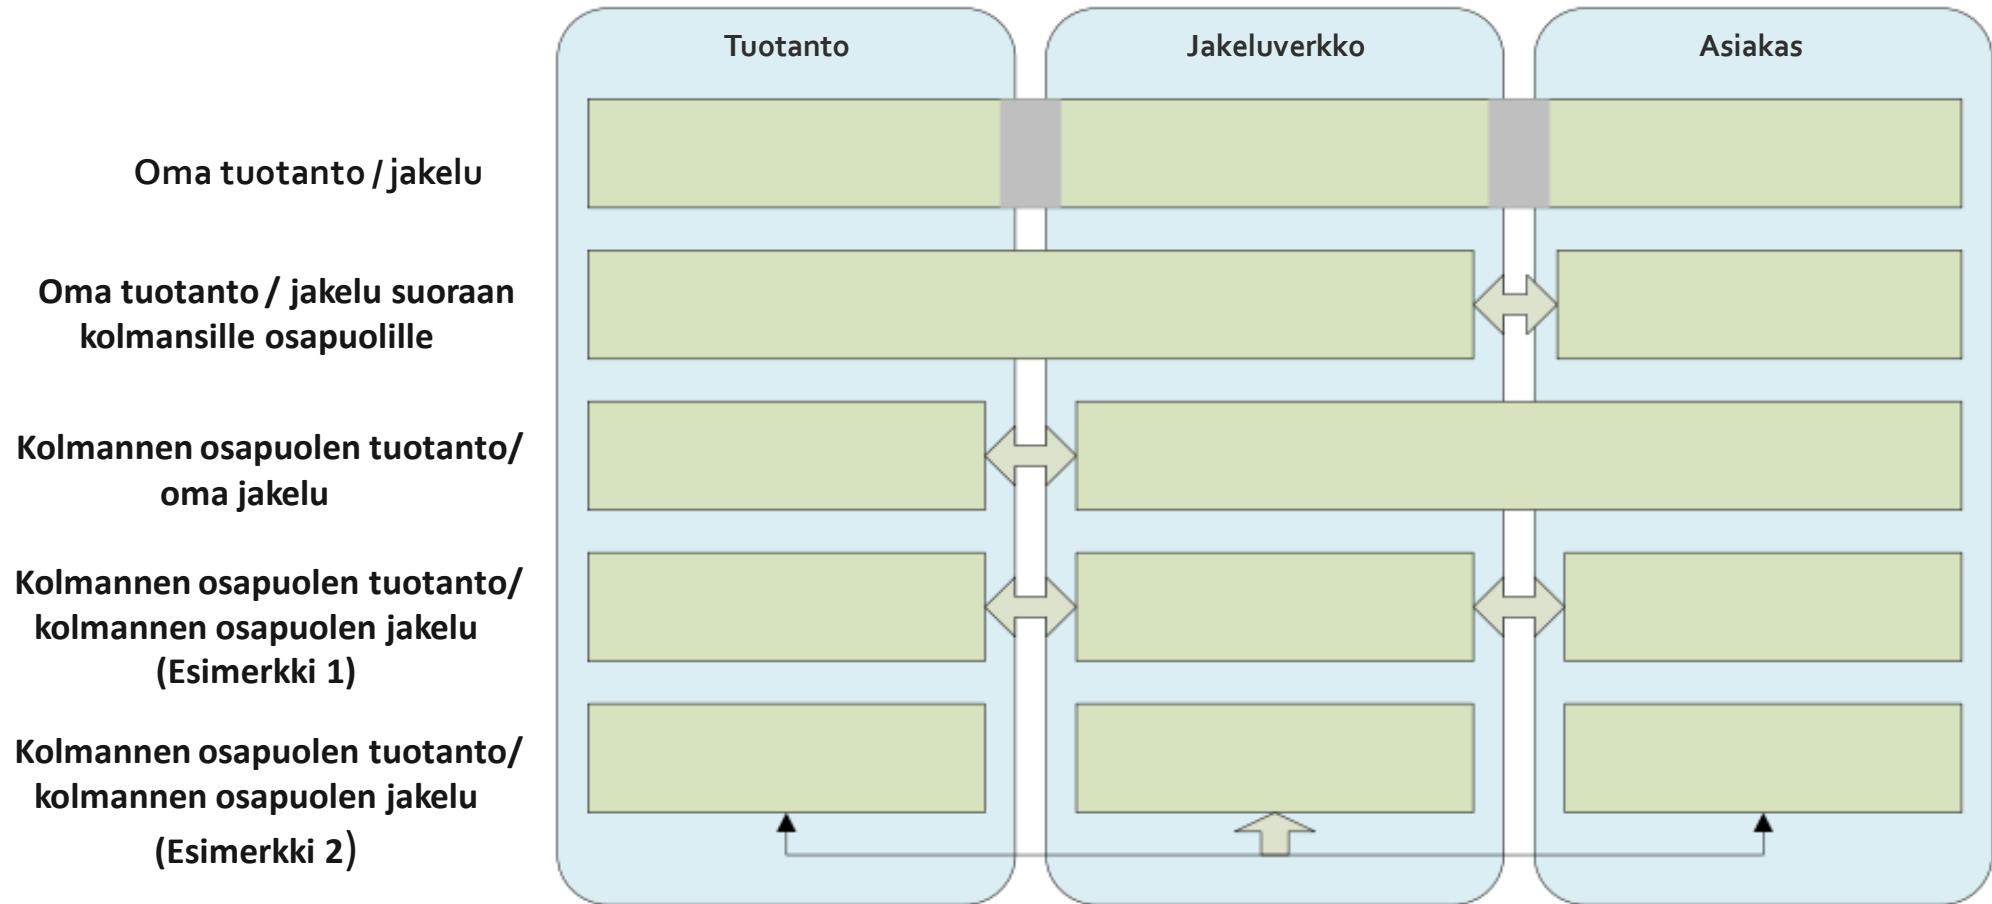 Tuotanto
Jakeluverkko
Asiakas
Oma tuotanto / jakelu
Oma tuotanto / jakelu suoraan
kolmansille osapuolille
Kolmannen osapuolen tuotanto/
oma jakelu
Kolmannen osapuolen tuotanto/
kolmannen osapuolen jakelu
(Esimerkki 1)
Kolmannen osapuolen tuotanto/
kolmannen osapuolen jakelu
(Esimerkki 2)